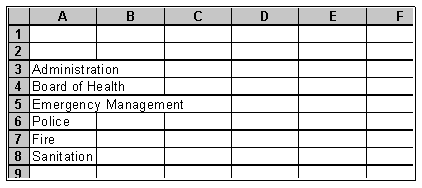 A B C D E F
1
2
3 Administration
4 Board of Health
5 Emergency Management
6 Police
7 Fire
8 Sanitation
9